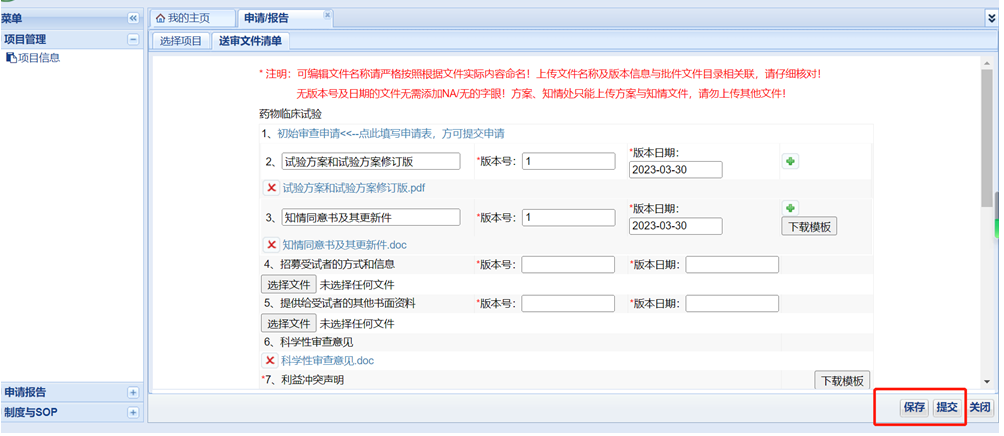 菜单
我的主页
申请/报告
项目管理
选择项目
送审文件清单
项目信息
* 注明：可编辑文件名称请严格按照根据文件实际内容命名！上传文件名称及版本信息与批件文件目录相关联，请仔细核对！
无版本号及日期的文件无需添加NA/无的字眼！方案、知情处只能上传方案与知情文件，请勿上传其他文件！
药物临床试验
1、初始审查申请<<--点此填写申请表，方可提交申请
2、试验方案和试验方案修订版 *版本号：1 *版本日期：2023-03-30
试验方案和试验方案修订版.pdf
3、知情同意书及其更新件 *版本号：1 *版本日期：2023-03-30 下载模板
知情同意书及其更新件.doc
4、招募受试者的方式和信息 *版本号： *版本日期：
选择文件 未选择任何文件
5、提供给受试者的其他书面资料 *版本号： *版本日期：
选择文件 未选择任何文件
6、科学性审查意见
科学性审查意见.doc
*7、利益冲突声明 下载模板
申请报告
制度与SOP
保存 提交 关闭